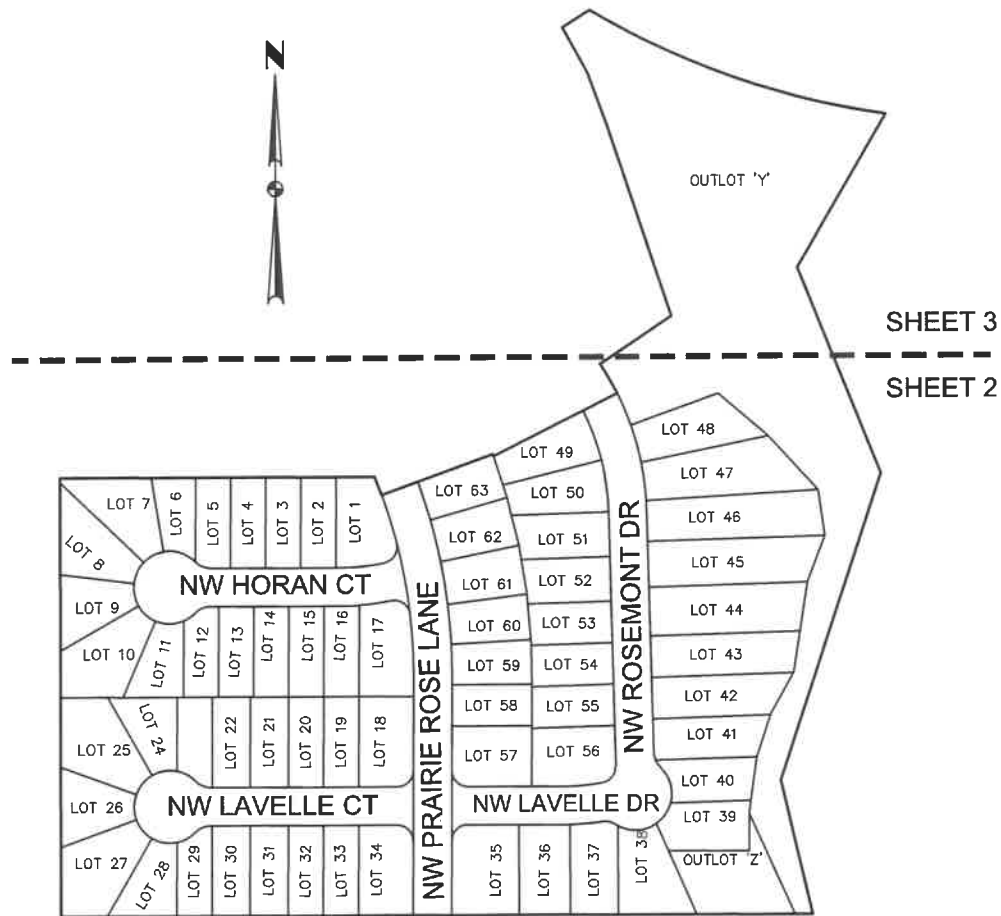 N
OUTLOT 'Y'
SHEET 3
SHEET 2
LOT 48
LOT 49
LOT 47
LOT 63
LOT 50
LOT 7
LOT 6
LOT 5
LOT 4
LOT 3
LOT 2
LOT 1
LOT 46
LOT 62
LOT 51
LOT 8
LOT 45
NW HORAN CT
LOT 61
LOT 52
LOT 9
LOT 44
LOT 60
LOT 53
LOT 10
LOT 11
LOT 12
LOT 13
LOT 14
LOT 15
LOT 16
LOT 17
NW PRAIRIE ROSE LANE
NW ROSEMONT DR
LOT 43
LOT 59
LOT 54
LOT 42
LOT 58
LOT 55
LOT 25
LOT 24
LOT 22
LOT 21
LOT 20
LOT 19
LOT 18
LOT 41
LOT 57
LOT 56
LOT 40
LOT 26
NW LAVELLE CT
NW LAVELLE DR
LOT 39
LOT 27
LOT 28
LOT 29
LOT 30
LOT 31
LOT 32
LOT 33
LOT 34
LOT 35
LOT 36
LOT 37
LOT 38
OUTLOT 'Z'